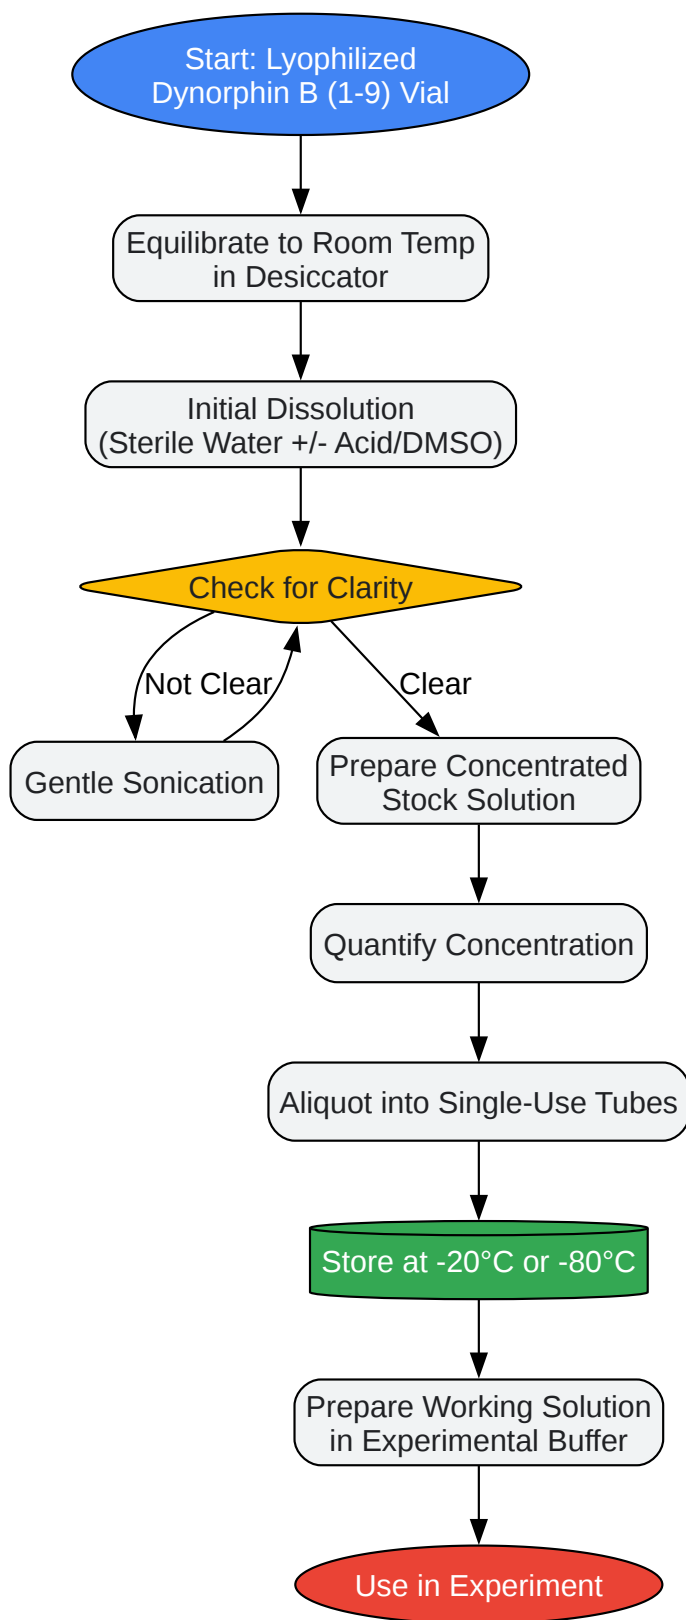 Start: Lyophilized
Dynorphin B (1-9) Vial
Equilibrate to Room Temp
in Desiccator
Initial Dissolution
(Sterile Water +/- Acid/DMSO)
Check for Clarity
Not Clear
Clear
Gentle Sonication
Prepare Concentrated
Stock Solution
Quantify Concentration
Aliquot into Single-Use Tubes
Store at -20°C or -80°C
Prepare Working Solution
in Experimental Buffer
Use in Experiment